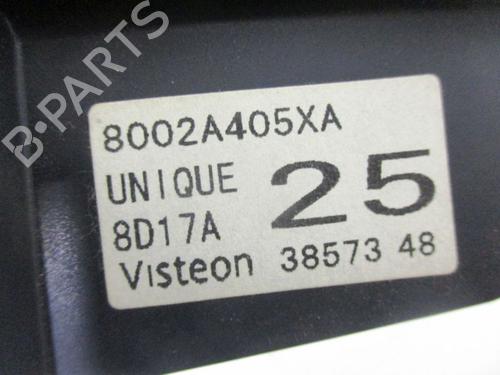 B-PARTS
8002A405XA
UNIQUE 25
8D17A
Visteon 38573 48